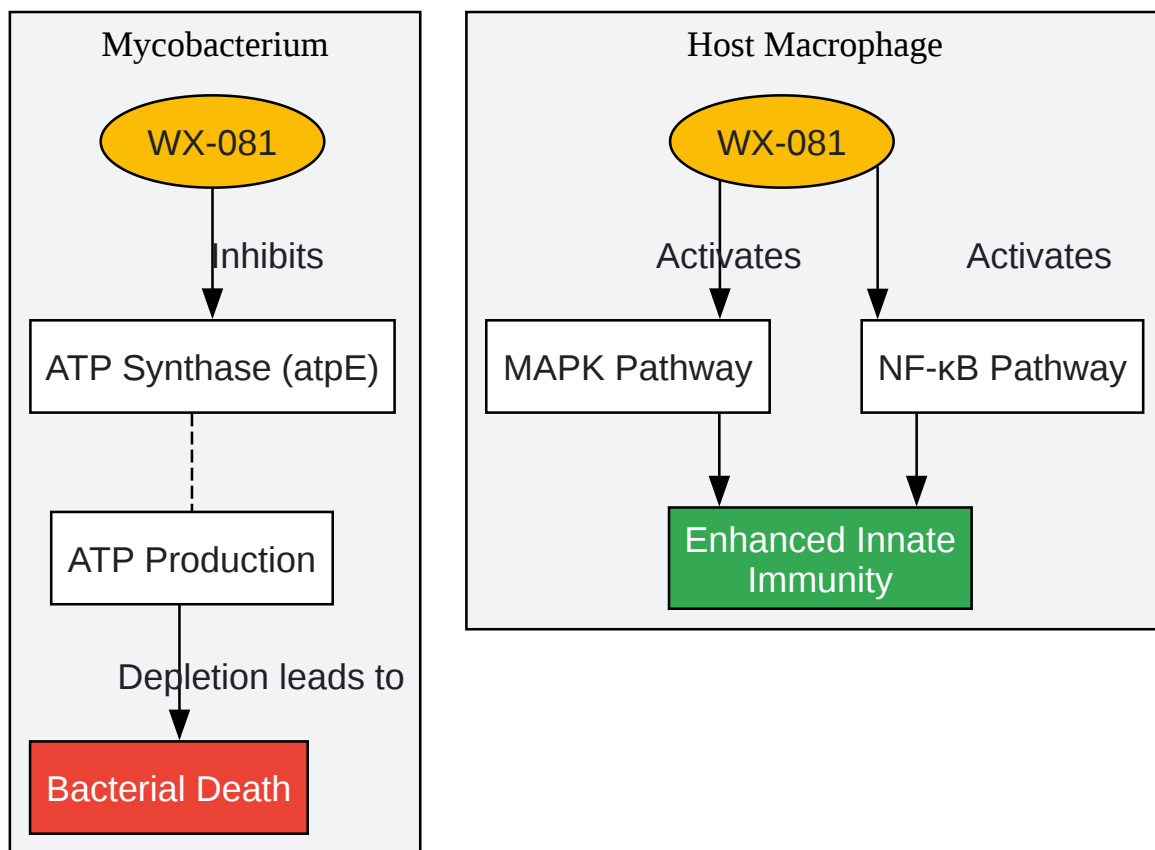 Mycobacterium
WX-081
Inhibits
ATP Synthase (atpE)
ATP Production
Depletion leads to
Bacterial Death
Host Macrophage
WX-081
Activates
Activates
MAPK Pathway
NF-κB Pathway
Enhanced Innate
Immunity